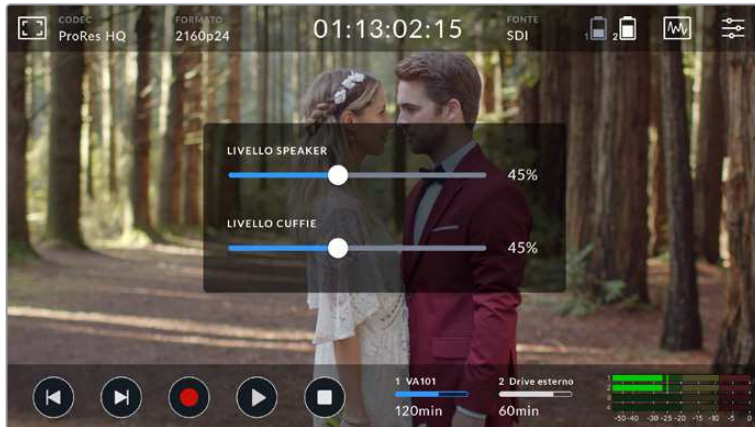 CODEC
ProRes HQ
FORMATO
2160p24
01:13:02:15
FONTE
SDI
1
2
LIVELLO SPEAKER
45%
LIVELLO CUFFIE
45%
1 VA101
120min
2 Drive esterno
60min
1
2
3
4
-50 -40 -30 -25 -20 -15 -10 -5 0